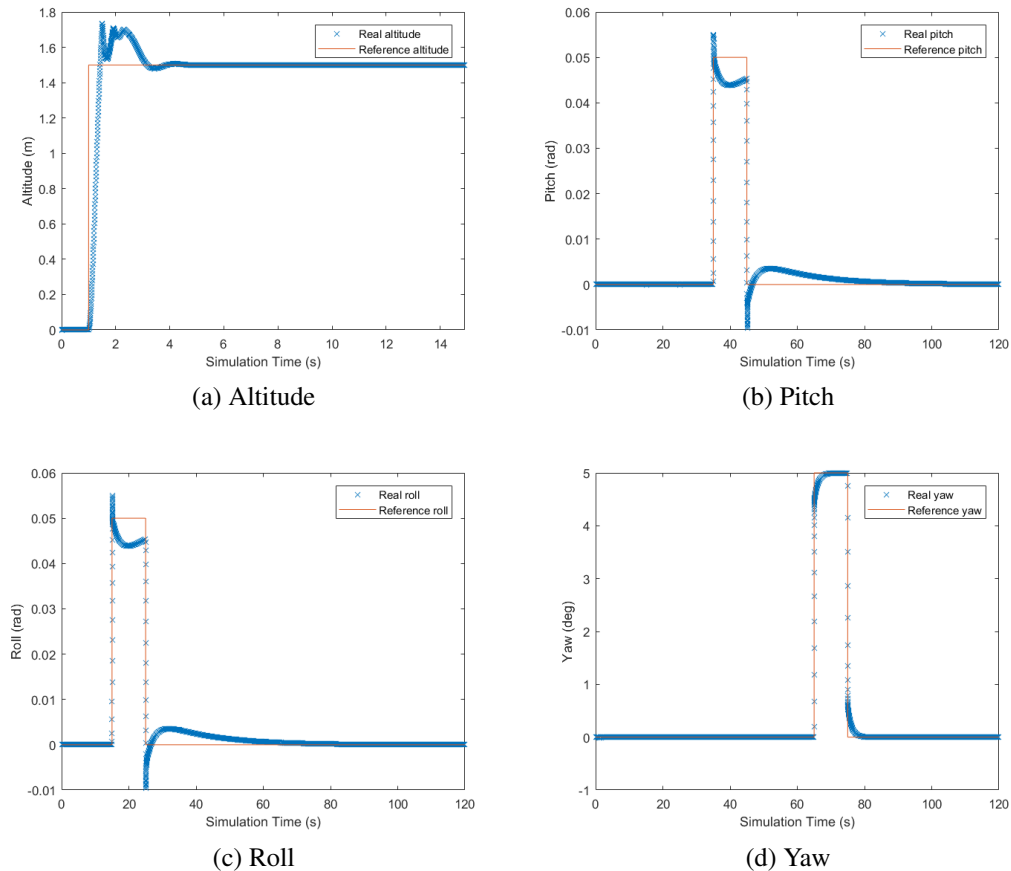 Real altitude
Reference altitude
1.8
1.6
1.4
1.2
1
0.8
0.6
0.4
0.2
0
Altitude (m)
0 2 4 6 8 10 12 14
Simulation Time (s)
(a) Altitude
Real pitch
Reference pitch
0.06
0.05
0.04
0.03
0.02
0.01
0
-0.01
Pitch (rad)
0 20 40 60 80 100 120
Simulation Time (s)
(b) Pitch
Real roll
Reference roll
0.06
0.05
0.04
0.03
0.02
0.01
0
-0.01
Roll (rad)
0 20 40 60 80 100 120
Simulation Time (s)
(c) Roll
Real yaw
Reference yaw
5
4
3
2
1
0
-1
Yaw (deg)
0 20 40 60 80 100 120
Simulation Time (s)
(d) Yaw